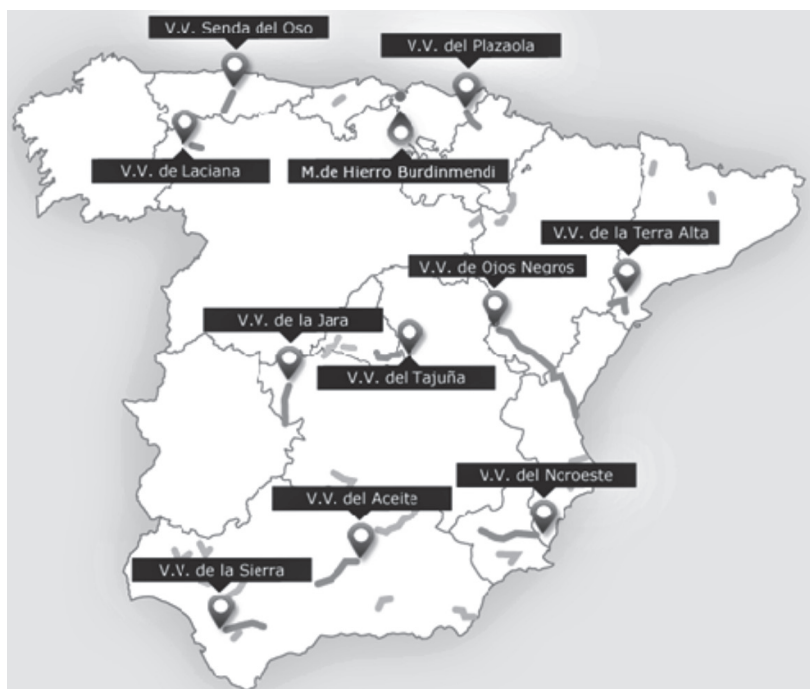 V.V. Senda del Oso
V.V. del Plazaola
V.V. de Laciana
M.de Hierro Burdinmendi
V.V. de la Terra Alta
V.V. de Ojos Negros
V.V. de la Jara
V.V. del Tajuña
V.V. del Noroeste
V.V. del Aceite
V.V. de la Sierra